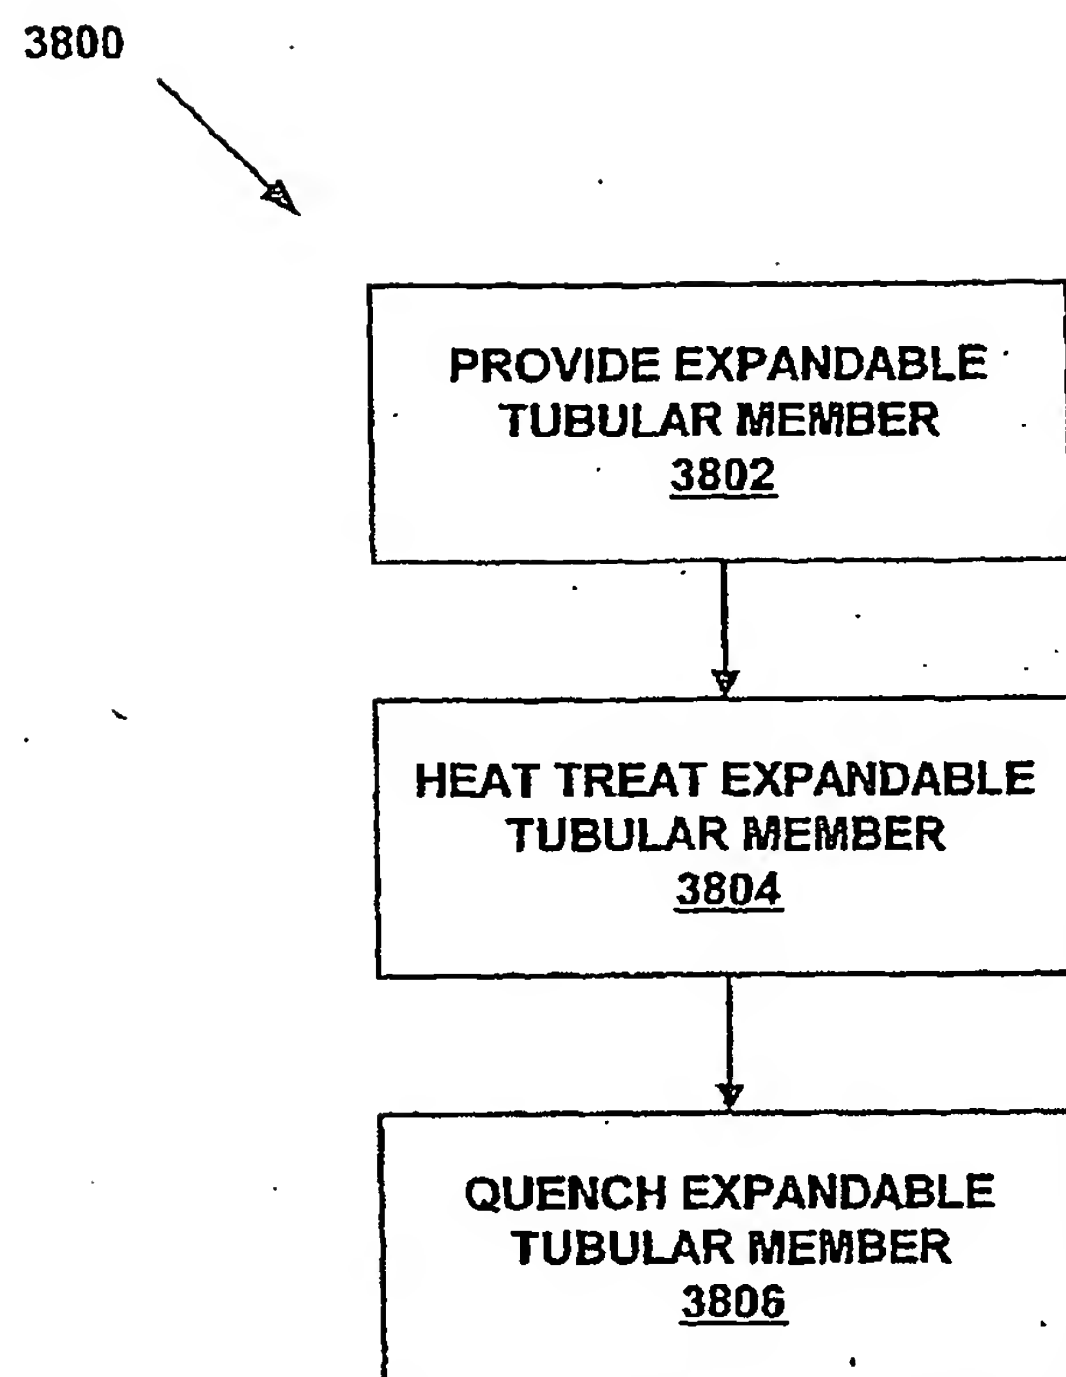 3800
PROVIDE EXPANDABLE
TUBULAR MEMBER
3802
HEAT TREAT EXPANDABLE
TUBULAR MEMBER
3804
QUENCH EXPANDABLE
TUBULAR MEMBER
3806